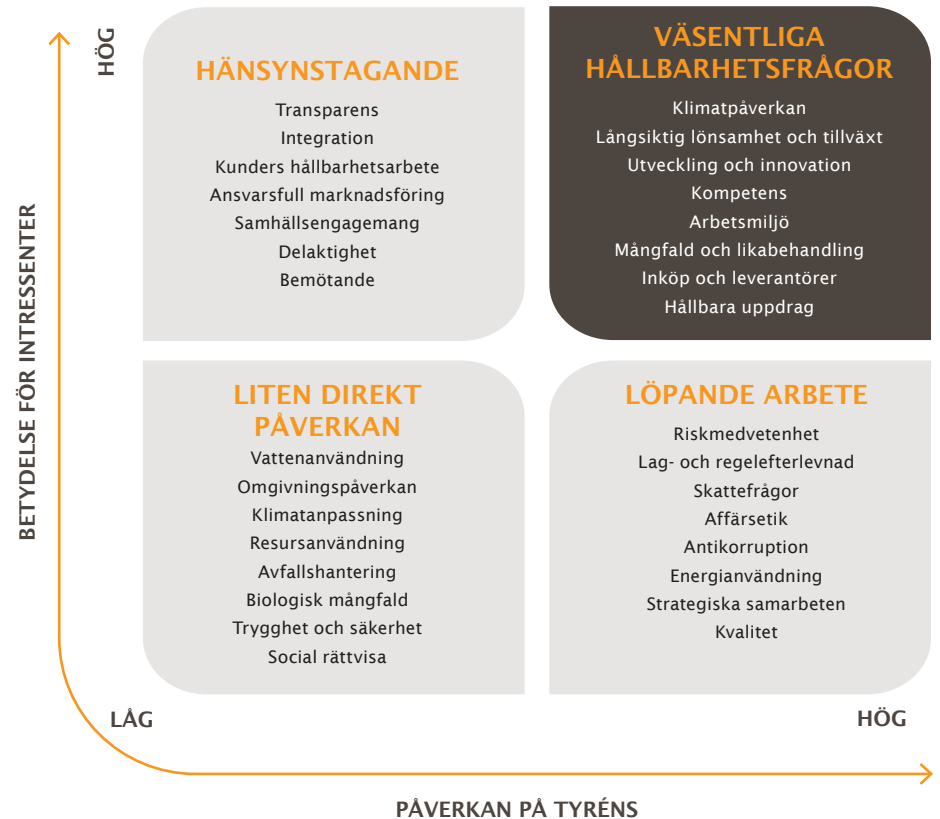 HÖG
BETYDELSE FÖR INTRESSENTER
HÄNSYNSTAGANDE
Transparens
Integration
Kunders hållbarhetsarbete
Ansvarsfull marknadsföring
Samhällsengagemang
Delaktighet
Bemötande
VÄSENTLIGA
HÅLLBARHETSFRÅGOR
Klimatpåverkan
Långsiktig lönsamhet och tillväxt
Utveckling och innovation
Kompetens
Arbetsmiljö
Mångfald och likabehandling
Inköp och leverantörer
Hållbara uppdrag
LITEN DIREKT
PÅVERKAN
Vattenanvändning
Omgivningspåverkan
Klimatanpassning
Resursanvändning
Avfallshantering
Biologisk mångfald
Trygghet och säkerhet
Social rättvisa
LÖPANDE ARBETE
Riskmedvetenhet
Lag- och regelefterlevnad
Skattefrågor
Affärsetik
Antikorruption
Energianvändning
Strategiska samarbeten
Kvalitet
LÅG
HÖG
PÅVERKAN PÅ TYRÉNS